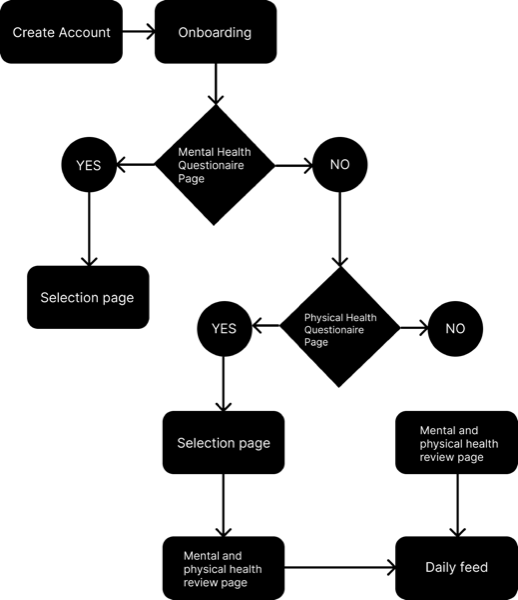 Create Account
Onboarding
Mental Health
Questionaire
Page
YES
NO
Selection page
Physical Health
Questionaire
Page
YES
NO
Selection page
Mental and
physical health
review page
Mental and
physical health
review page
Daily feed